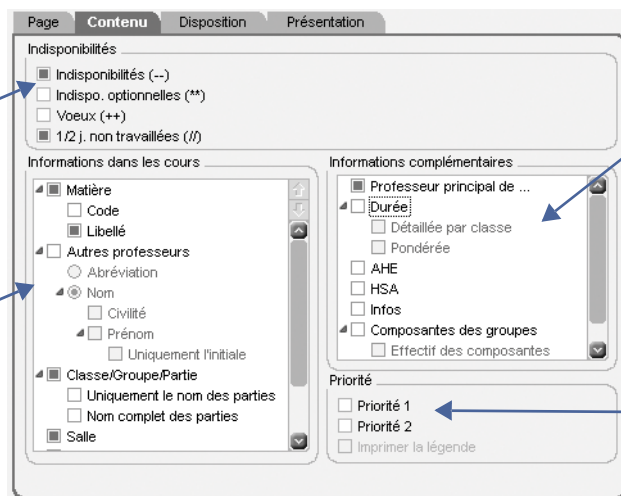 Page Contenu Disposition Présentation
Indisponibilités
Indisponibilités (--)
Indispo. optionnelles (**)
Voeux (++)
1/2 j. non travaillées (//)
Informations dans les cours
Matière
Code
Libellé
Autres professeurs
Abréviation
Nom
Civilité
Prénom
Uniquement l'initiale
Classe/Groupe/Partie
Uniquement le nom des parties
Nom complet des parties
Salle
Informations complémentaires
Professeur principal de ...
Durée
Détaillée par classe
Pondérée
AHE
HSA
Infos
Composantes des groupes
Effectif des composantes
Priorité
Priorité 1
Priorité 2
Imprimer la légende